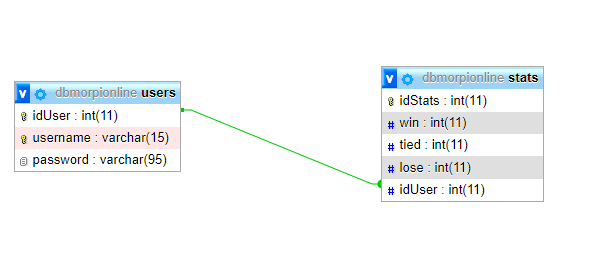 v dbmorpionline users
idUser : int(11)
username : varchar(15)
password : varchar(95)
v dbmorpionline stats
idStats : int(11)
# win : int(11)
# tied : int(11)
# lose : int(11)
# idUser : int(11)